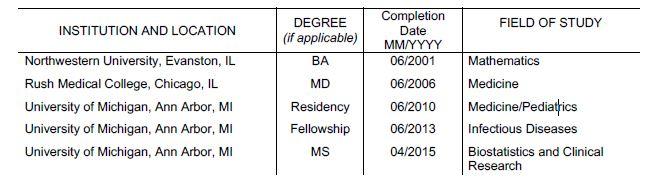 INSTITUTION AND LOCATION DEGREE (if applicable) Completion Date MM/YYYY FIELD OF STUDY
Northwestern University, Evanston, IL BA 06/2001 Mathematics
Rush Medical College, Chicago, IL MD 06/2006 Medicine
University of Michigan, Ann Arbor, MI Residency 06/2010 Medicine/Pediatrics
University of Michigan, Ann Arbor, MI Fellowship 06/2013 Infectious Diseases
University of Michigan, Ann Arbor, MI MS 04/2015 Biostatistics and Clinical
Research